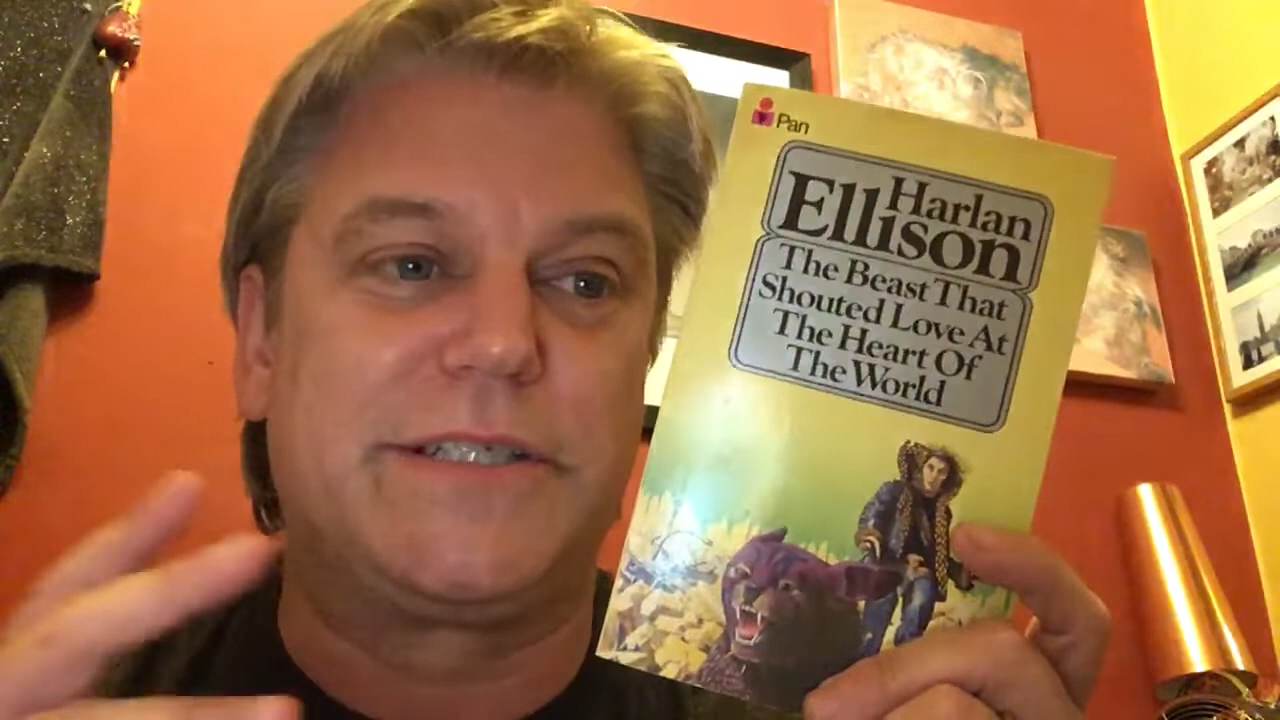 Pan
Harlan
Ellison
The Beast That
Shouted Love At
The Heart Of
The World